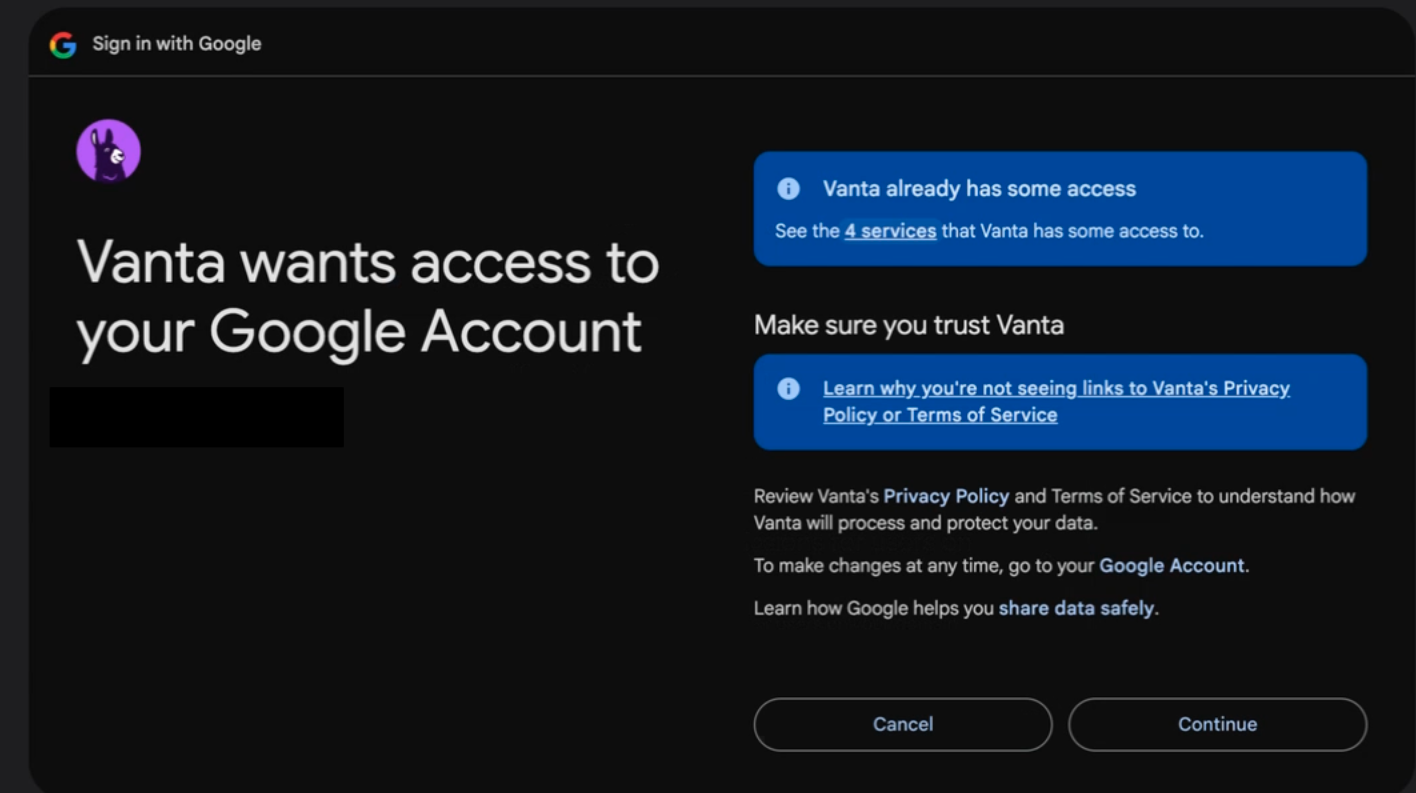 Sign in with Google
Vanta wants access to
your Google Account
Vanta already has some access
See the 4 services that Vanta has some access to.
Make sure you trust Vanta
Learn why you're not seeing links to Vanta's Privacy
Policy or Terms of Service
Review Vanta's Privacy Policy and Terms of Service to understand how
Vanta will process and protect your data.
To make changes at any time, go to your Google Account.
Learn how Google helps you share data safely.
Cancel
Continue